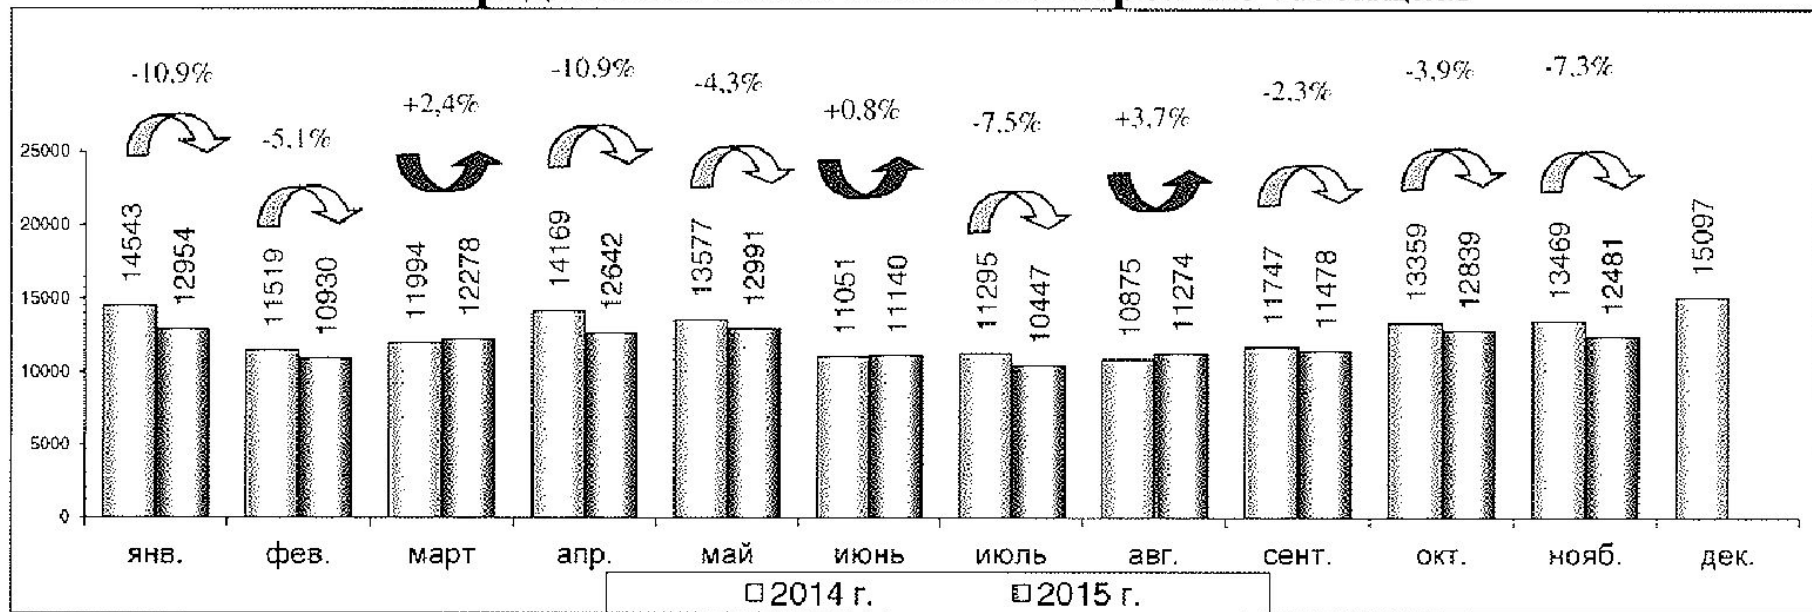 -10,9% -5,1% +2,4% -10,9% -4,3% +0,8% -7,5% +3,7% -2,3% -3,9% -7,3%
25000
20000
15000
10000
5000
0
14543 12954 11519 10930 11994 12278 14169 12642 13577 12991 11051 11140 11295 10447 10875 11274 11747 11478 13359 12839 13469 12481 15097
янв. фев. март апр. май июнь июль авг. сент. окт. нояб. дек.
2014 г. 2015 г.